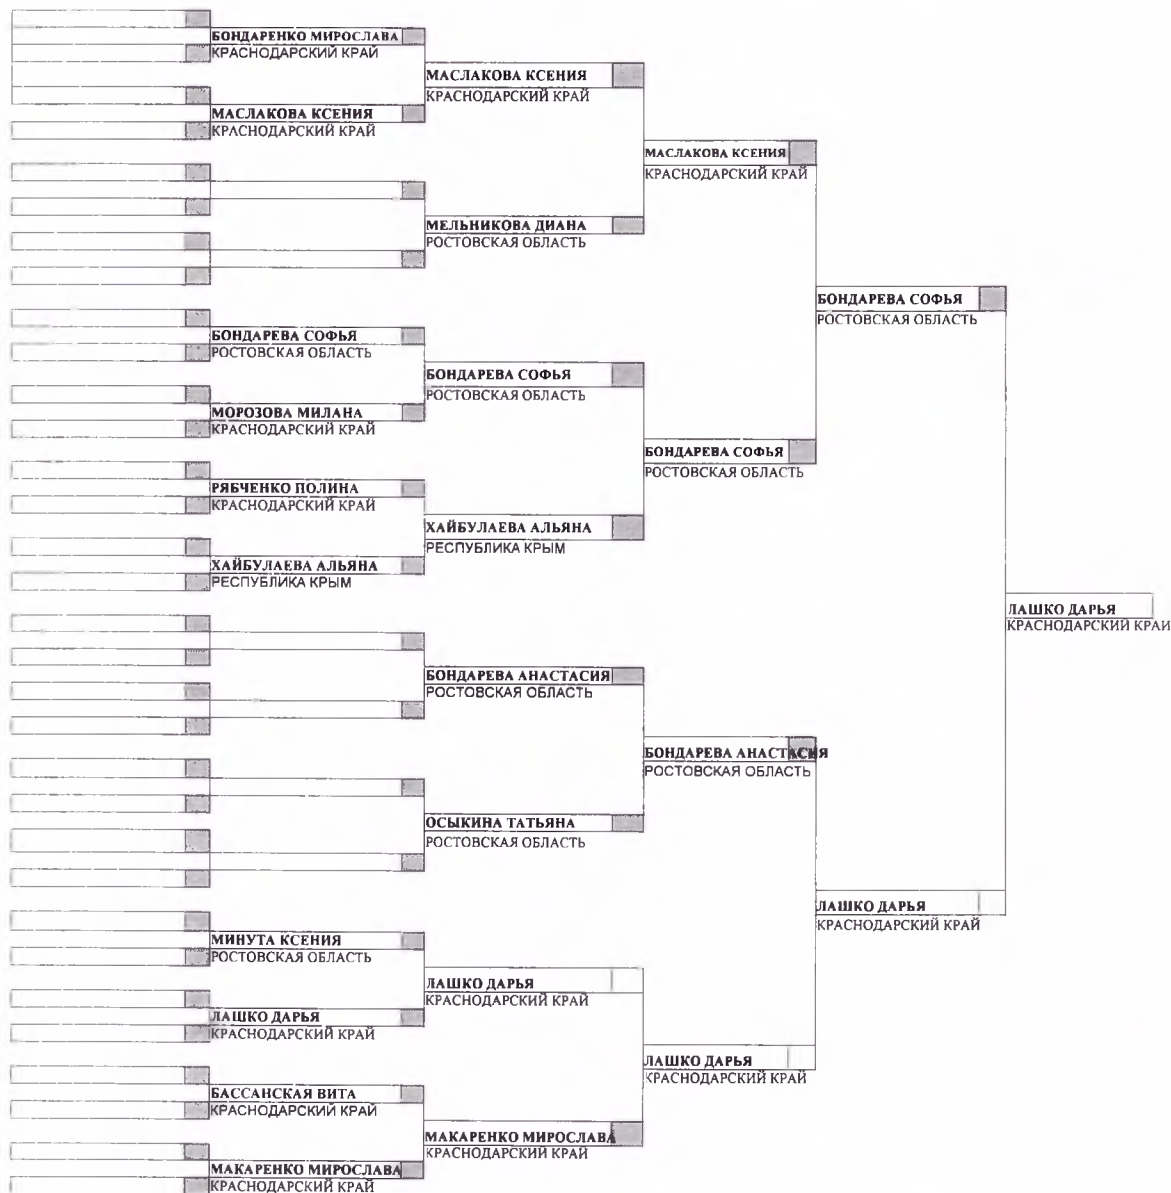 БОНДАРЕНКО МИРОСЛАВА
КРАСНОДАРСКИЙ КРАЙ
МАСЛАКОВА КСЕНИЯ
КРАСНОДАРСКИЙ КРАЙ
МАСЛАКОВА КСЕНИЯ
КРАСНОДАРСКИЙ КРАЙ
МАСЛАКОВА КСЕНИЯ
КРАСНОДАРСКИЙ КРАЙ
МЕЛЬНИКОВА ДИАНА
РОСТОВСКАЯ ОБЛАСТЬ
БОНДАРЕВА СОФЬЯ
РОСТОВСКАЯ ОБЛАСТЬ
БОНДАРЕВА СОФЬЯ
РОСТОВСКАЯ ОБЛАСТЬ
БОНДАРЕВА СОФЬЯ
РОСТОВСКАЯ ОБЛАСТЬ
МОРОЗОВА МИЛАНА
КРАСНОДАРСКИЙ КРАЙ
БОНДАРЕВА СОФЬЯ
РОСТОВСКАЯ ОБЛАСТЬ
РЯБЧЕНКО ПОЛИНА
КРАСНОДАРСКИЙ КРАЙ
ХАЙБУЛАЕВА АЛЬЯНА
РЕСПУБЛИКА КРЫМ
ХАЙБУЛАЕВА АЛЬЯНА
РЕСПУБЛИКА КРЫМ
ЛАШКО ДАРЬЯ
КРАСНОДАРСКИЙ КРАЙ
БОНДАРЕВА АНАСТАСИЯ
РОСТОВСКАЯ ОБЛАСТЬ
БОНДАРЕВА АНАСТАСИЯ
РОСТОВСКАЯ ОБЛАСТЬ
ОСЫКИНА ТАТЬЯНА
РОСТОВСКАЯ ОБЛАСТЬ
ЛАШКО ДАРЬЯ
КРАСНОДАРСКИЙ КРАЙ
МИНУТА КСЕНИЯ
РОСТОВСКАЯ ОБЛАСТЬ
ЛАШКО ДАРЬЯ
КРАСНОДАРСКИЙ КРАЙ
ЛАШКО ДАРЬЯ
КРАСНОДАРСКИЙ КРАЙ
ЛАШКО ДАРЬЯ
КРАСНОДАРСКИЙ КРАЙ
БАССАНСКАЯ ВИТА
КРАСНОДАРСКИЙ КРАЙ
МАКАРЕНКО МИРОСЛАВА
КРАСНОДАРСКИЙ КРАЙ
МАКАРЕНКО МИРОСЛАВА
КРАСНОДАРСКИЙ КРАЙ